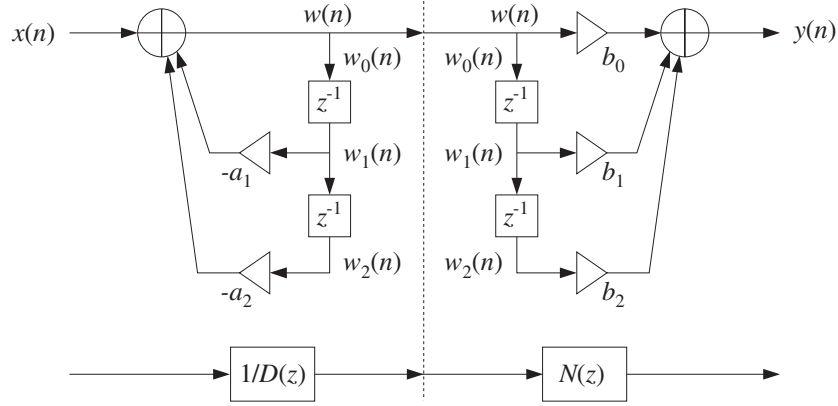 x(n) w(n) w(n) y(n)
w₀(n) w₀(n) b₀
z⁻¹ z⁻¹
-a₁ w₁(n) w₁(n) b₁
z⁻¹ z⁻¹
-a₂ w₂(n) w₂(n) b₂
1/D(z) N(z)